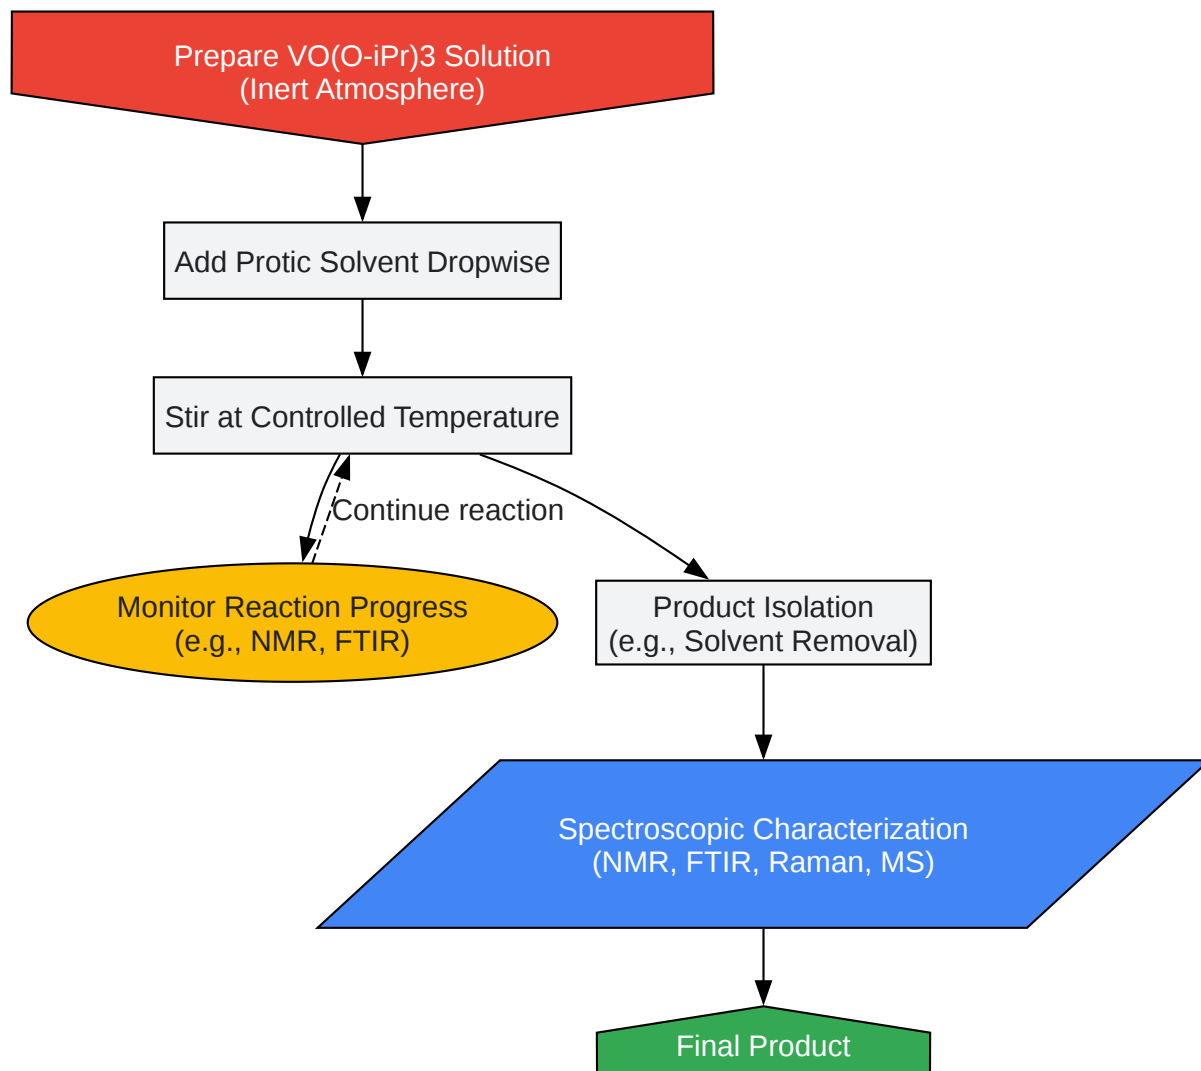 Prepare VO(O-iPr)3 Solution
(Inert Atmosphere)
Add Protic Solvent Dropwise
Stir at Controlled Temperature
Continue reaction
Monitor Reaction Progress
(e.g., NMR, FTIR)
Product Isolation
(e.g., Solvent Removal)
Spectroscopic Characterization
(NMR, FTIR, Raman, MS)
Final Product